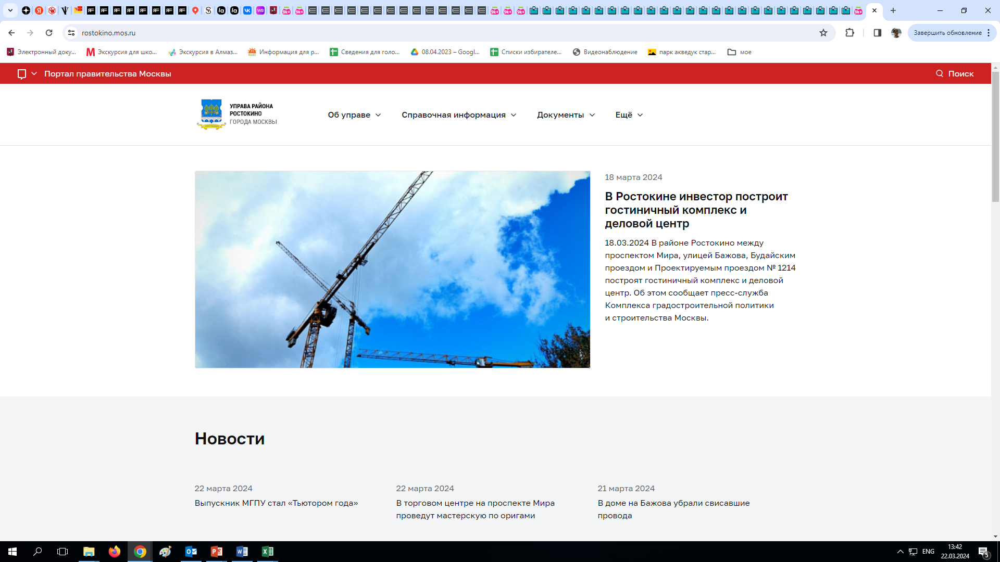 rostokino.mos.ru
Завершить обновление
Электронный доку...
Экскурсия для шко...
Экскурсия в Алмаз...
Информация для р...
Сведения для голо...
08.04.2023 – Googl...
Списки избирателе...
Видеонаблюдение
парк акведук стар...
мое
Портал правительства Москвы
Поиск
УПРАВА РАЙОНА
РОСТОКИНО
ГОРОДА МОСКВЫ
Об управе
Справочная информация
Документы
Ещё
18 марта 2024
В Ростокине инвестор построит
гостиничный комплекс и
деловой центр
18.03.2024 В районе Ростокино между
проспектом Мира, улицей Бажова, Будайским
проездом и Проектируемым проездом № 1214
построят гостиничный комплекс и деловой
центр. Об этом сообщает пресс-служба
Комплекса градостроительной политики
и строительства Москвы.
Новости
22 марта 2024
Выпускник МГПУ стал «Тьютором года»
22 марта 2024
В торговом центре на проспекте Мира
проведут мастерскую по оригами
21 марта 2024
В доме на Бажова убрали свисавшие
провода
ENG
13:42
22.03.2024
5